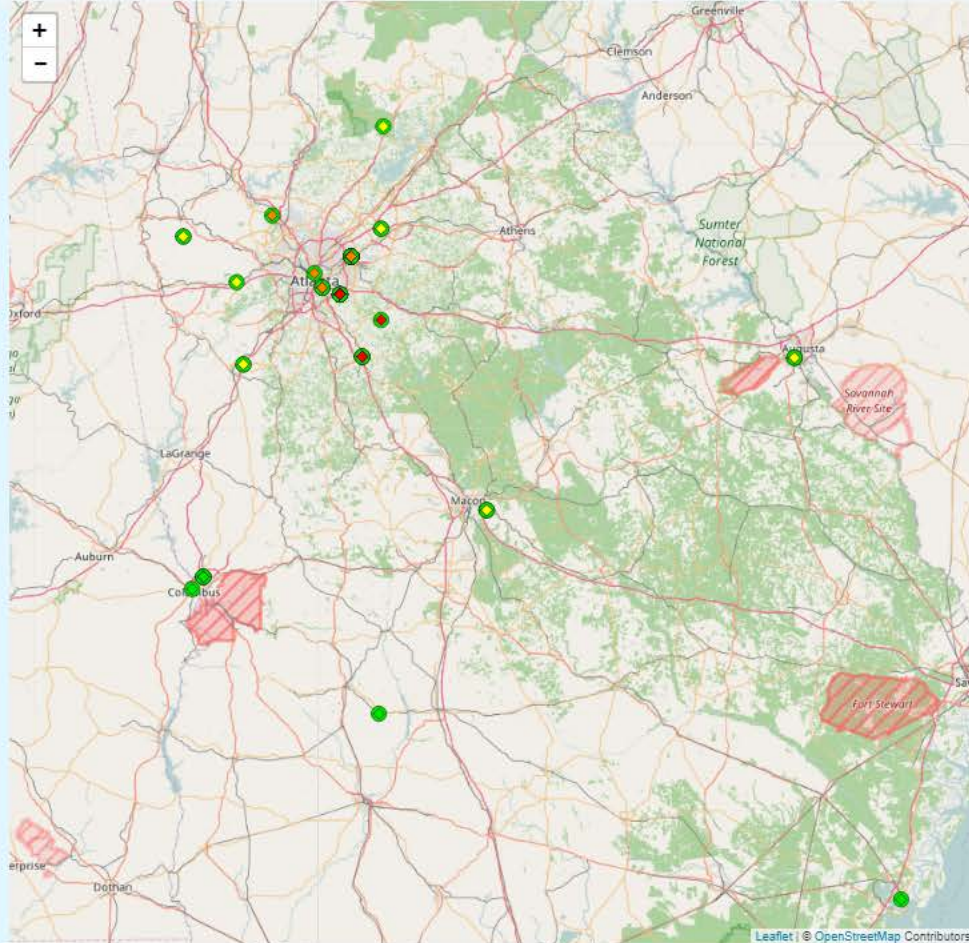 Greenville
+
−
Clemson
Anderson
Athens
Sumter
National
Forest
Atlanta
Oxford
Augusta
Savannah
River Site
LaGrange
Macon
Auburn
Columbus
Fort Stewart
Sav
erprise
Dothan
Leaflet | © OpenStreetMap Contributors